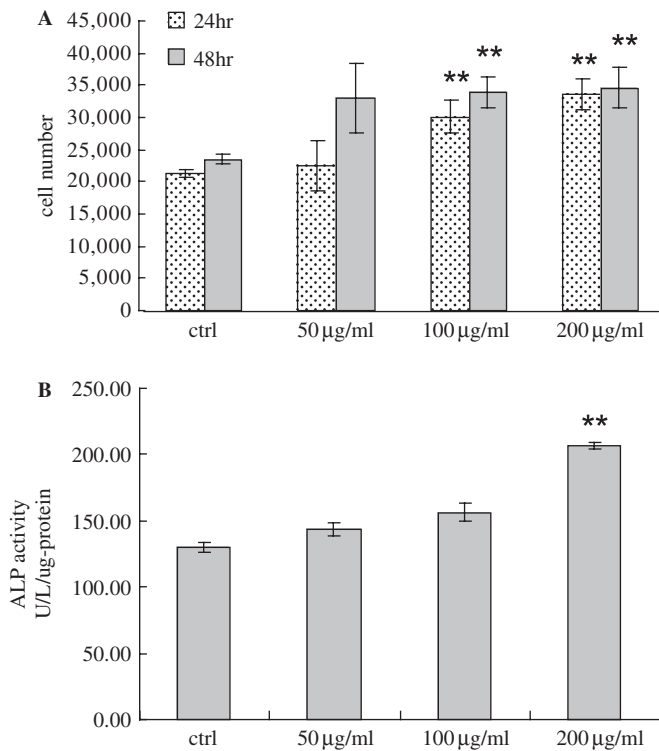 A
24hr
48hr
45,000
40,000
35,000
30,000
25,000
20,000
15,000
10,000
5,000
0
cell number
** ** ** **
ctrl 50 µg/ml 100 µg/ml 200 µg/ml
B
250.00
200.00
150.00
100.00
50.00
0.00
ALP activity
U/L/ug-protein
**
ctrl 50 µg/ml 100 µg/ml 200 µg/ml